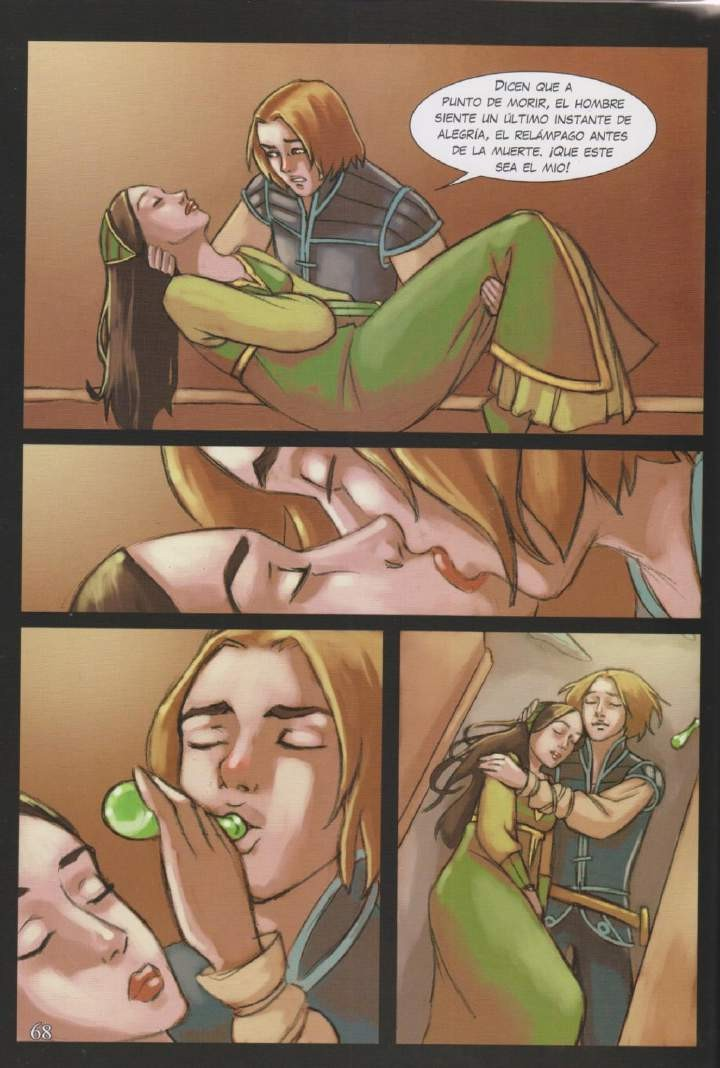 DICEN QUE A
PUNTO DE MORIR, EL HOMBRE
SIENTE UN ÚLTIMO INSTANTE DE
ALEGRÍA, EL RELÁMPAGO ANTES
DE LA MUERTE. ¡QUE ESTE
SEA EL MIO!
68